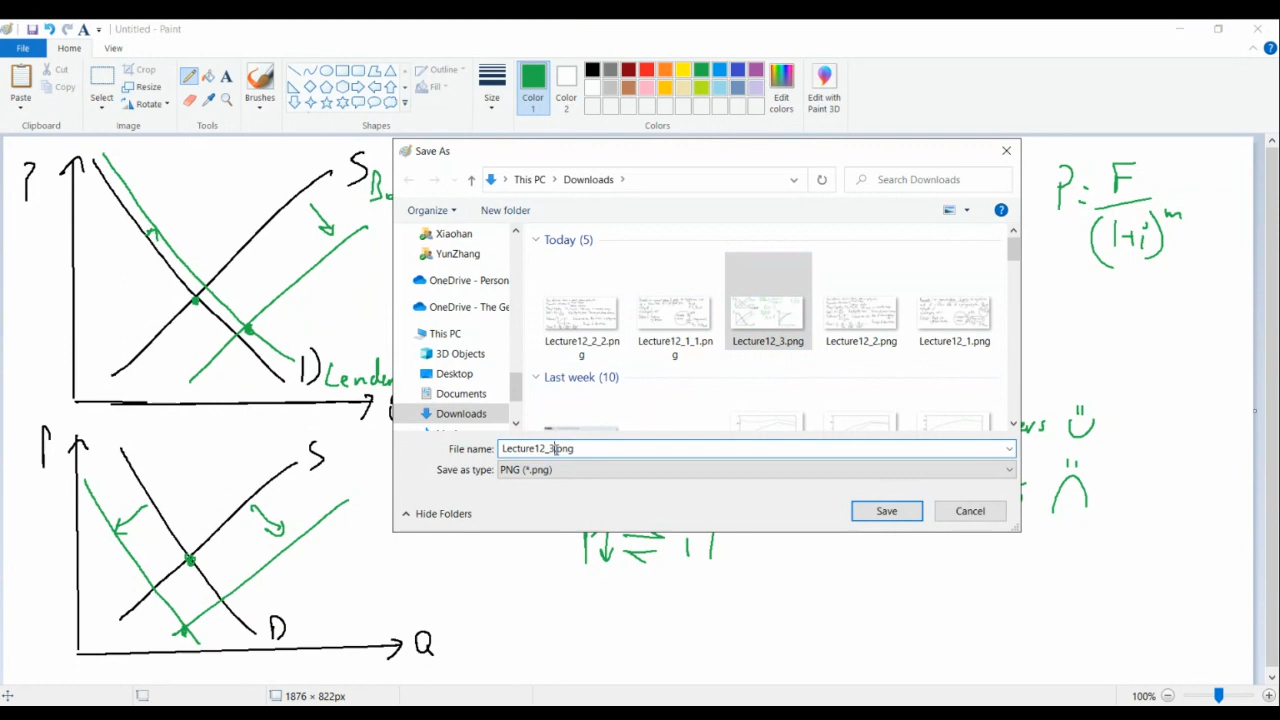 Untitled - Paint
File Home View
Paste
Cut
Copy
Clipboard
Select
Crop
Resize
Rotate
Image
Tools
Brushes
Shapes
Outline
Fill
Size
Color 1
Color 2
Edit colors
Colors
Edit with Paint 3D
P
S
D
Lende
P
S
D
Q
Save As
This PC > Downloads >
Search Downloads
Organize
New folder
Xiaohan
YunZhang
OneDrive - Person
OneDrive - The Ge
This PC
3D Objects
Desktop
Documents
Downloads
Today (5)
Lecture12_2_2.png
Lecture12_1_1.png
Lecture12_3.png
Lecture12_2.png
Lecture12_1.png
Last week (10)
File name: Lecture12_3.png
Save as type: PNG (*.png)
Hide Folders
Save
Cancel
P = F
(1+i)^m
ers
1876 × 822px
100%